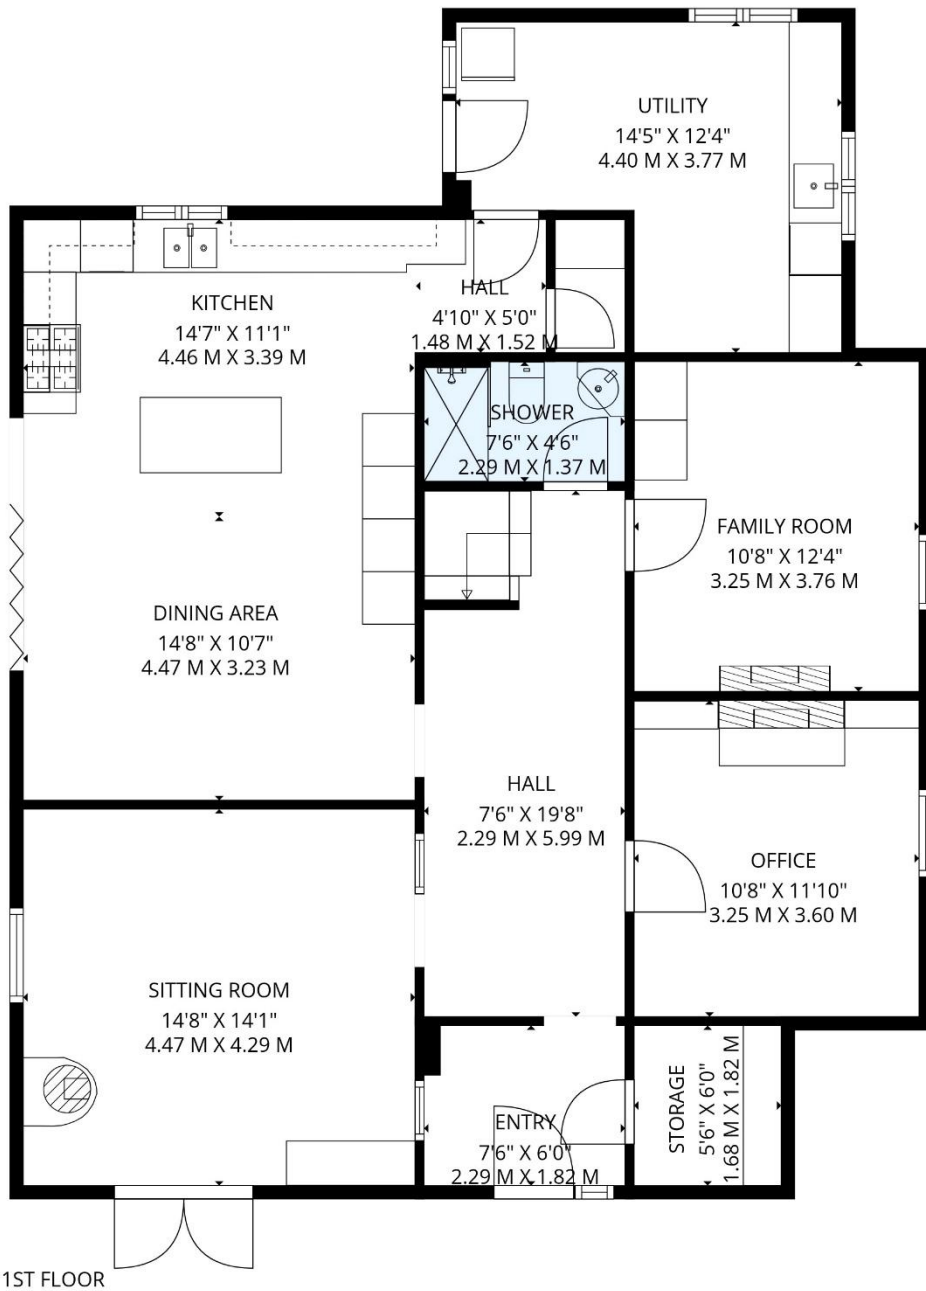 UTILITY
14'5" X 12'4"
4.40 M X 3.77 M
KITCHEN
14'7" X 11'1"
4.46 M X 3.39 M
HALL
4'10" X 5'0"
1.48 M X 1.52 M
SHOWER
7'6" X 4'6"
2.29 M X 1.37 M
FAMILY ROOM
10'8" X 12'4"
3.25 M X 3.76 M
DINING AREA
14'8" X 10'7"
4.47 M X 3.23 M
HALL
7'6" X 19'8"
2.29 M X 5.99 M
OFFICE
10'8" X 11'10"
3.25 M X 3.60 M
SITTING ROOM
14'8" X 14'1"
4.47 M X 4.29 M
ENTRY
7'6" X 6'0"
2.29 M X 1.82 M
STORAGE
5'6" X 6'0"
1.68 M X 1.82 M
1ST FLOOR